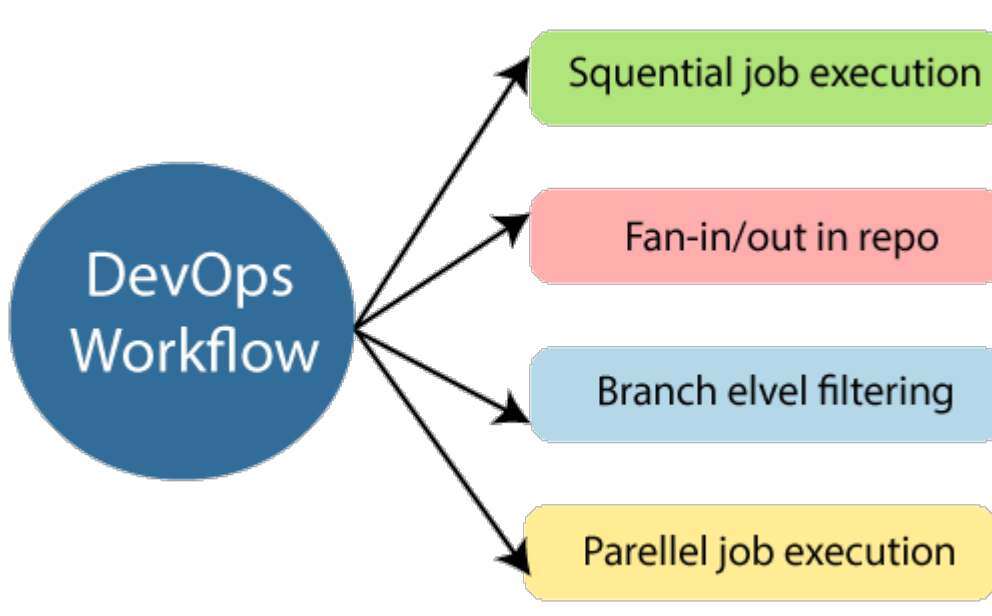 DevOps
Workflow
Squential job execution
Fan-in/out in repo
Branch elvel filtering
Parellel job execution